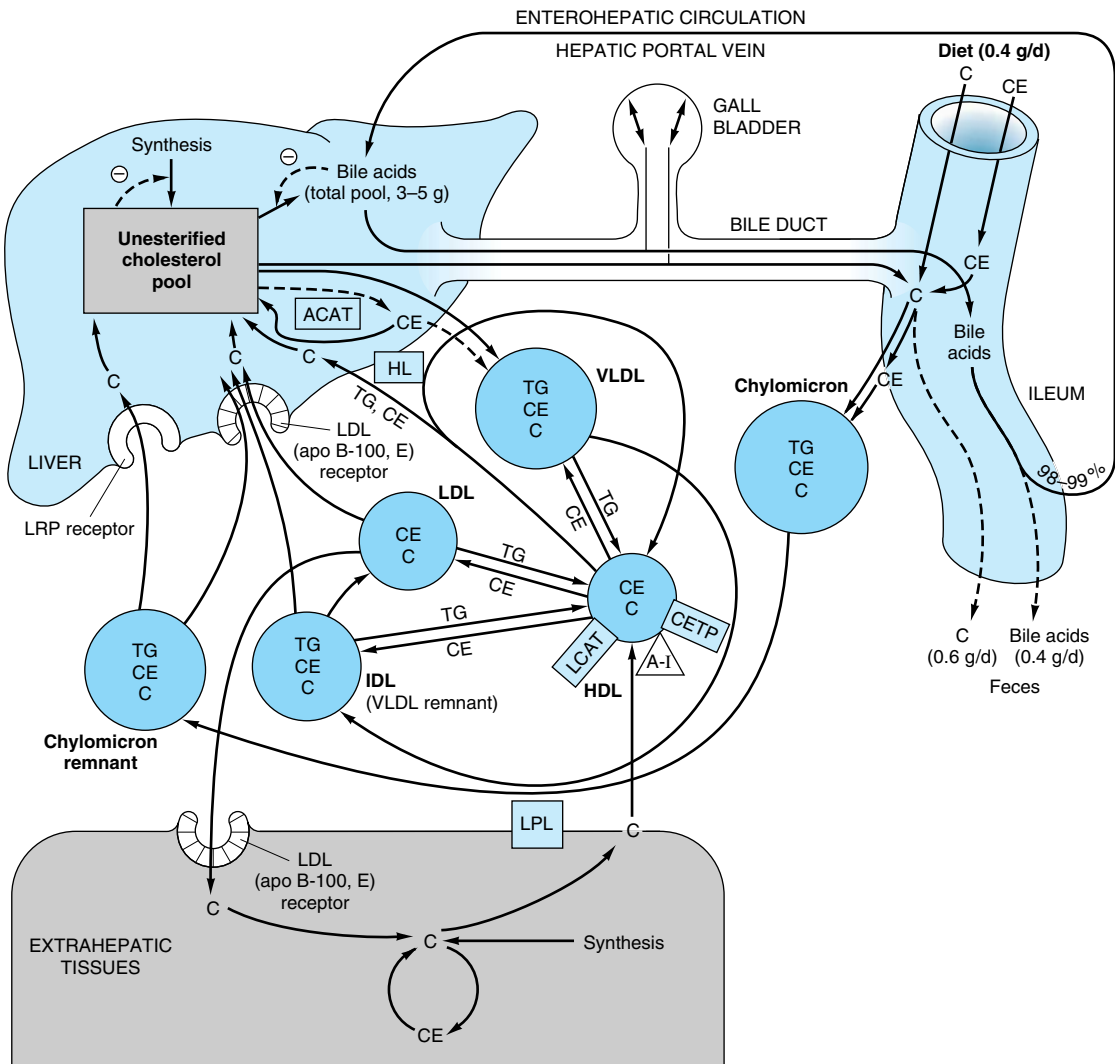 ENTEROHEPATIC CIRCULATION
HEPATIC PORTAL VEIN
Diet (0.4 g/d)
C
CE
GALL
BLADDER
Synthesis
−
−
Bile acids
(total pool, 3–5 g)
Unesterified
cholesterol
pool
BILE DUCT
CE
C
ACAT
CE
Bile
acids
C
C
HL
VLDL
TG
CE
C
C
TG, CE
Chylomicron
CE
ILEUM
TG
CE
C
LDL
(apo B-100, E)
receptor
LIVER
LRP receptor
98–99%
TG
CE
LDL
CE
C
TG
CE
CE
C
CETP
LCAT
A-I
HDL
TG
CE
TG
CE
C
IDL
(VLDL remnant)
TG
CE
C
Chylomicron
remnant
C
(0.6 g/d)
Bile acids
(0.4 g/d)
Feces
LPL
C
LDL
(apo B-100, E)
receptor
C
EXTRAHEPATIC
TISSUES
C
Synthesis
CE